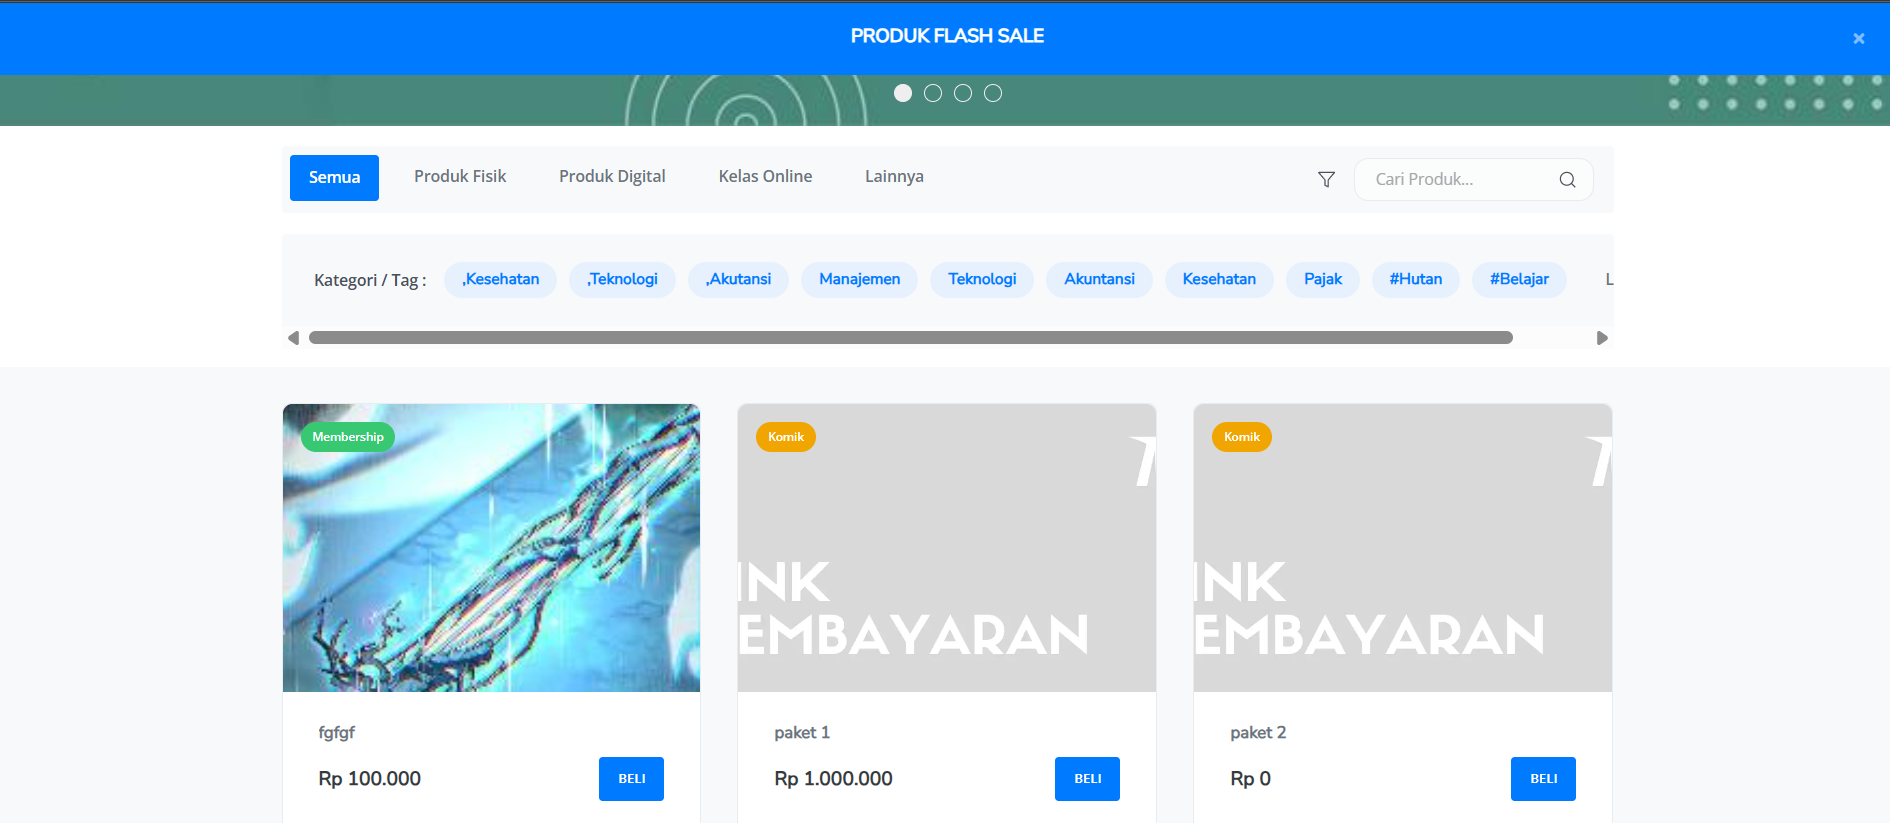 PRODUK FLASH SALE ×
Semua Produk Fisik Produk Digital Kelas Online Lainnya Cari Produk...
Kategori / Tag : ,Kesehatan ,Teknologi ,Akutansi Manajemen Teknologi Akuntansi Kesehatan Pajak #Hutan #Belajar L
Membership
Komik
Komik
T
T
INK
EMBAYARAN
INK
EMBAYARAN
fgfgf
Rp 100.000 BELI
paket 1
Rp 1.000.000 BELI
paket 2
Rp 0 BELI